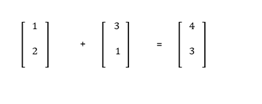 [ 1 ] + [ 3 ] = [ 4 ]
[ 2 ] [ 1 ] [ 3 ]